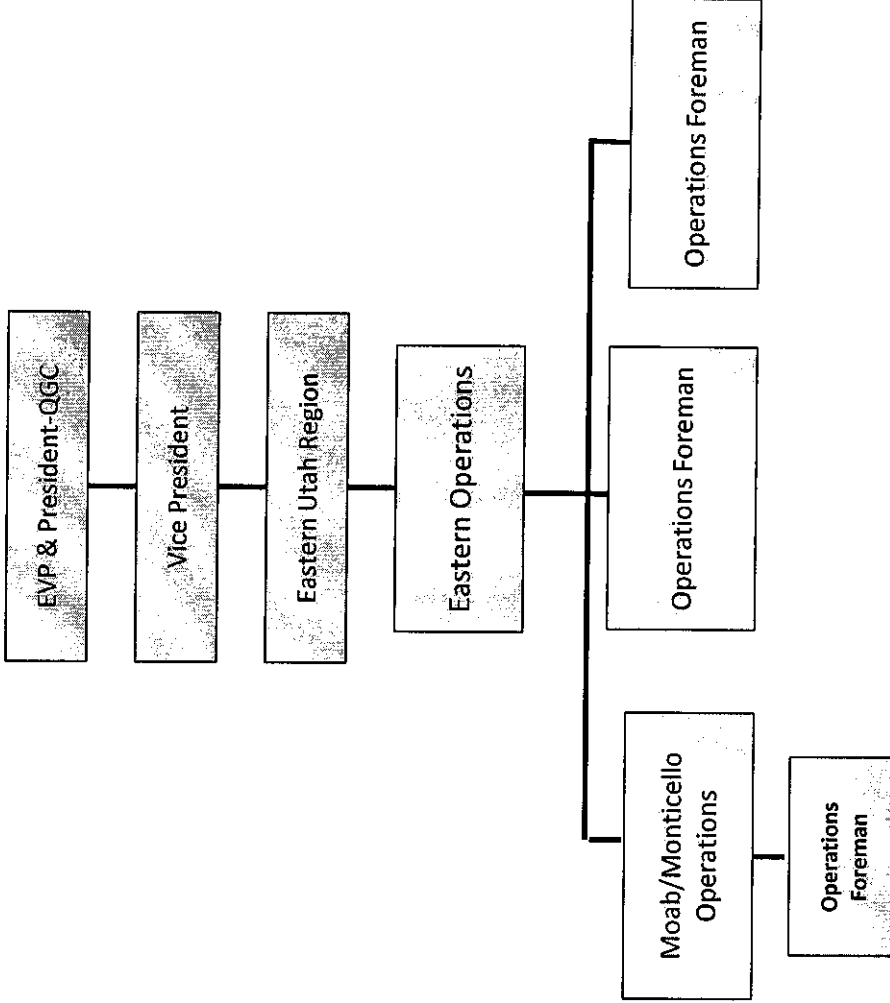 EVP & President-QGC
Vice President
Eastern Utah Region
Eastern Operations
Moab/Monticello
Operations
Operations Foreman
Operations Foreman
Operations
Foreman